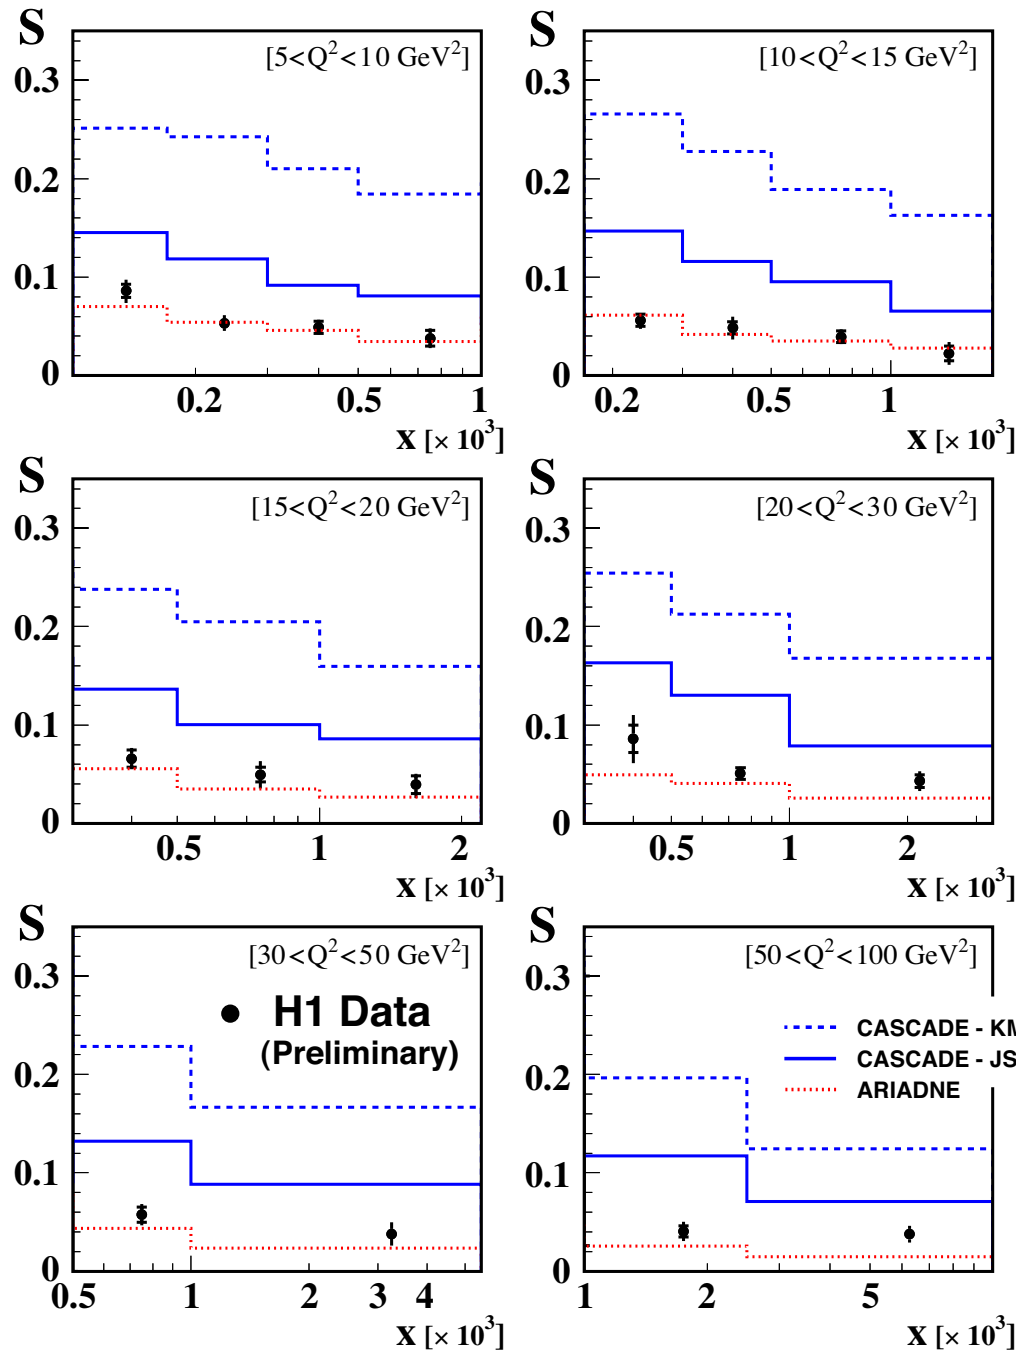 S
[5<Q²<10 GeV²]
0.3
0.2
0.1
0
0.2 0.5 1
x [× 10³]
S
[10<Q²<15 GeV²]
0.3
0.2
0.1
0
0.2 0.5 1
x [× 10³]
S
[15<Q²<20 GeV²]
0.3
0.2
0.1
0
0.5 1 2
x [× 10³]
S
[20<Q²<30 GeV²]
0.3
0.2
0.1
0
0.5 1 2
x [× 10³]
S
[30<Q²<50 GeV²]
0.3
H1 Data
(Preliminary)
0.2
0.1
0
0.5 1 2 3 4
x [× 10³]
S
[50<Q²<100 GeV²]
0.3
CASCADE - KM
CASCADE - JS
ARIADNE
0.2
0.1
0
1 2 5
x [× 10³]